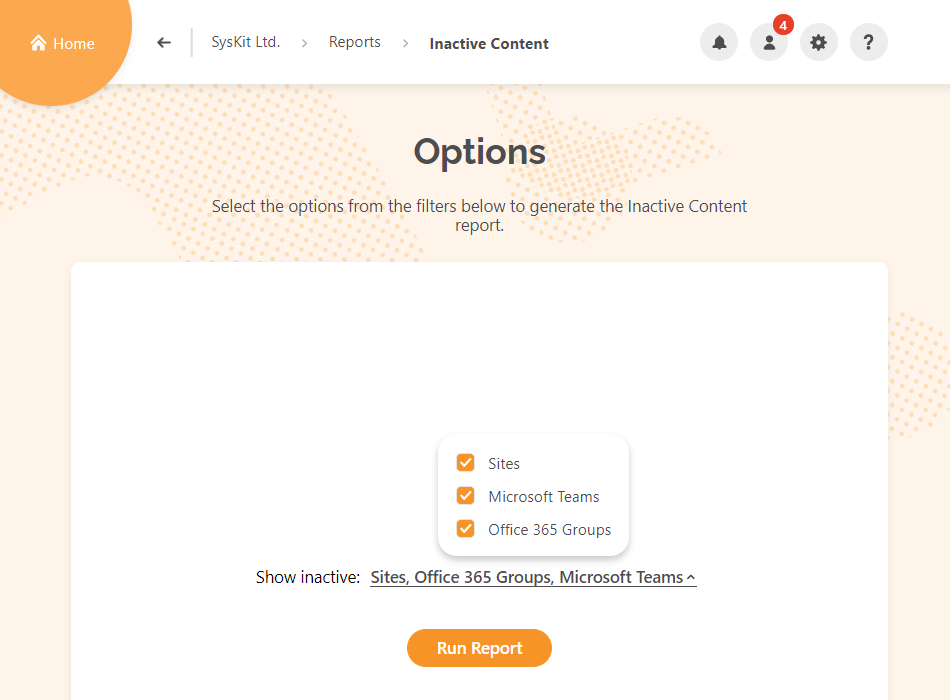 Home
SysKit Ltd. > Reports > Inactive Content
4
?
Options
Select the options from the filters below to generate the Inactive Content
report.
Sites
Microsoft Teams
Office 365 Groups
Show inactive: Sites, Office 365 Groups, Microsoft Teams
Run Report